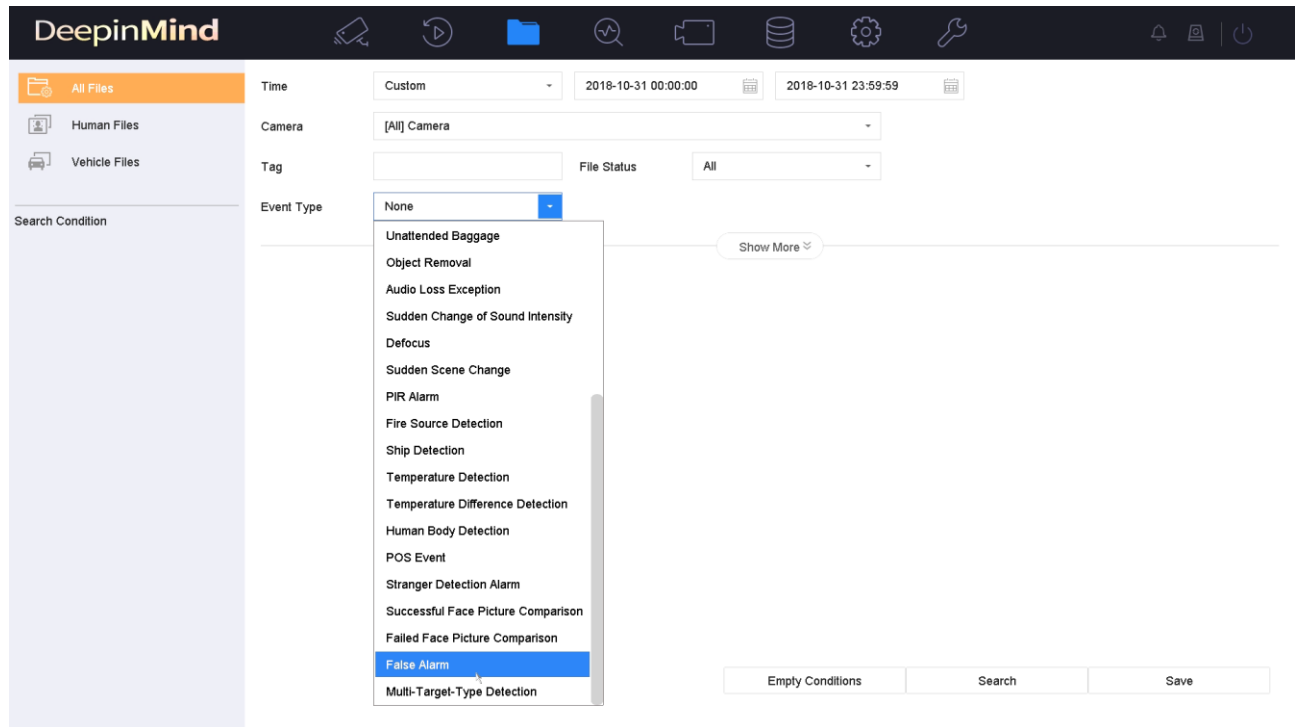 DeepinMind
All Files
Human Files
Vehicle Files
Search Condition
Time Custom 2018-10-31 00:00:00 2018-10-31 23:59:59
Camera [All] Camera
Tag File Status All
Event Type None
Show More
Unattended Baggage
Object Removal
Audio Loss Exception
Sudden Change of Sound Intensity
Defocus
Sudden Scene Change
PIR Alarm
Fire Source Detection
Ship Detection
Temperature Detection
Temperature Difference Detection
Human Body Detection
POS Event
Stranger Detection Alarm
Successful Face Picture Comparison
Failed Face Picture Comparison
False Alarm
Multi-Target-Type Detection
Empty Conditions Search Save